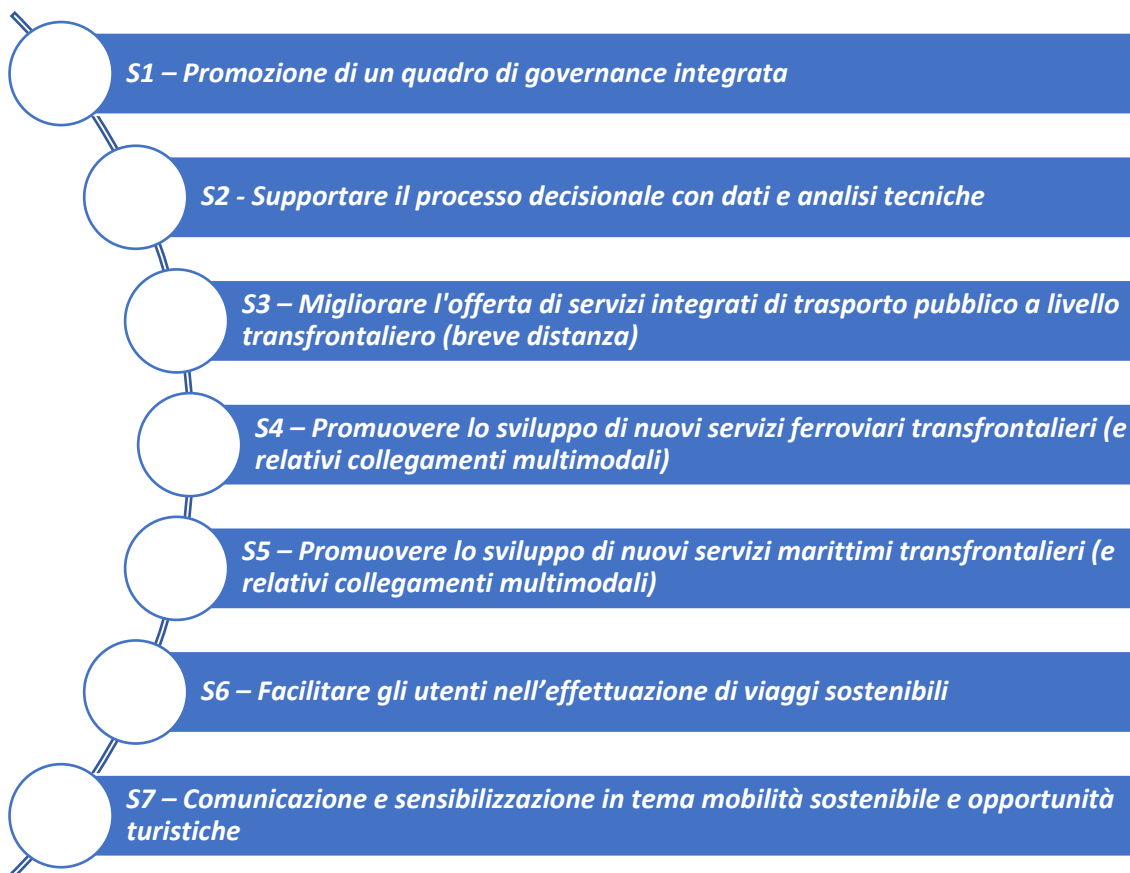 S1 – Promozione di un quadro di governance integrata
S2 - Supportare il processo decisionale con dati e analisi tecniche
S3 – Migliorare l'offerta di servizi integrati di trasporto pubblico a livello
transfrontaliero (breve distanza)
S4 – Promuovere lo sviluppo di nuovi servizi ferroviari transfrontalieri (e
relativi collegamenti multimodali)
S5 – Promuovere lo sviluppo di nuovi servizi marittimi transfrontalieri (e
relativi collegamenti multimodali)
S6 – Facilitare gli utenti nell’effettuazione di viaggi sostenibili
S7 – Comunicazione e sensibilizzazione in tema mobilità sostenibile e opportunità
turistiche